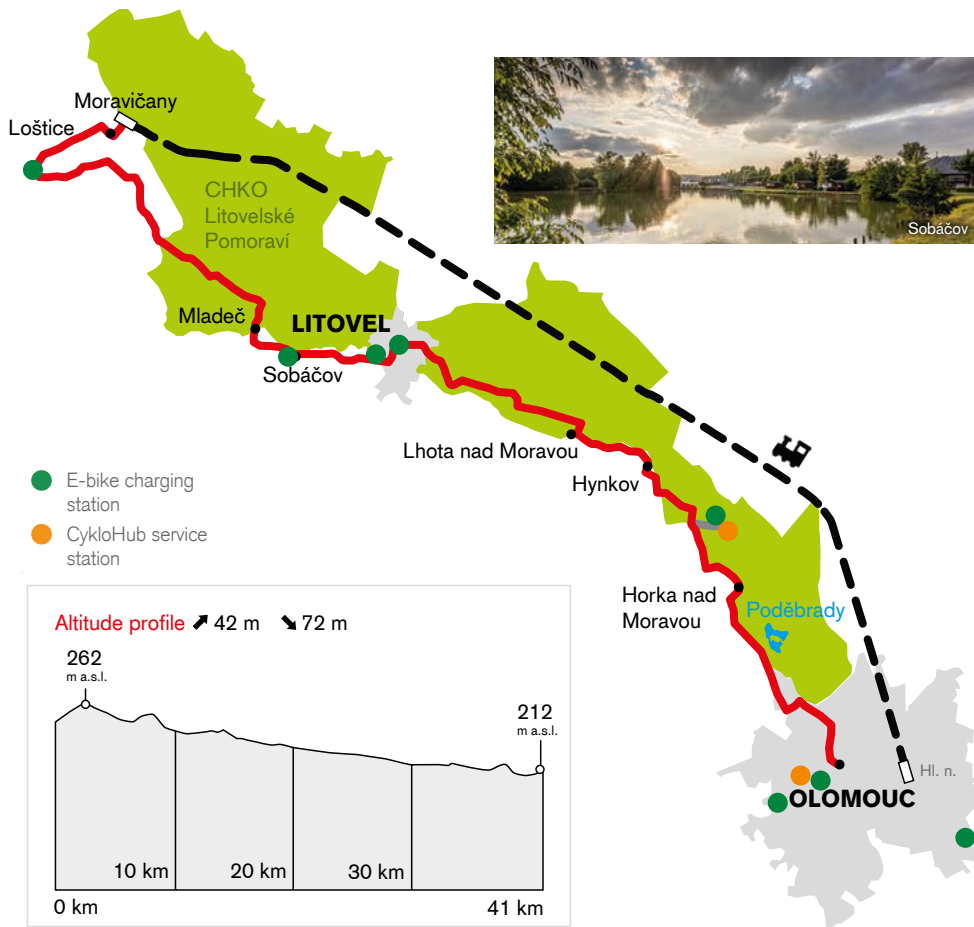 Moravičany
Loštice
CHKO
Litovelské
Pomoraví
Sobáčov
Mladeč
LITOVEL
Sobáčov
Lhota nad Moravou
Hynkov
E-bike charging
station
CykloHub service
station
Horka nad
Moravou
Poděbrady
Hl. n.
OLOMOUC
Altitude profile 42 m 72 m
262
m a.s.l.
212
m a.s.l.
10 km
20 km
30 km
0 km
41 km